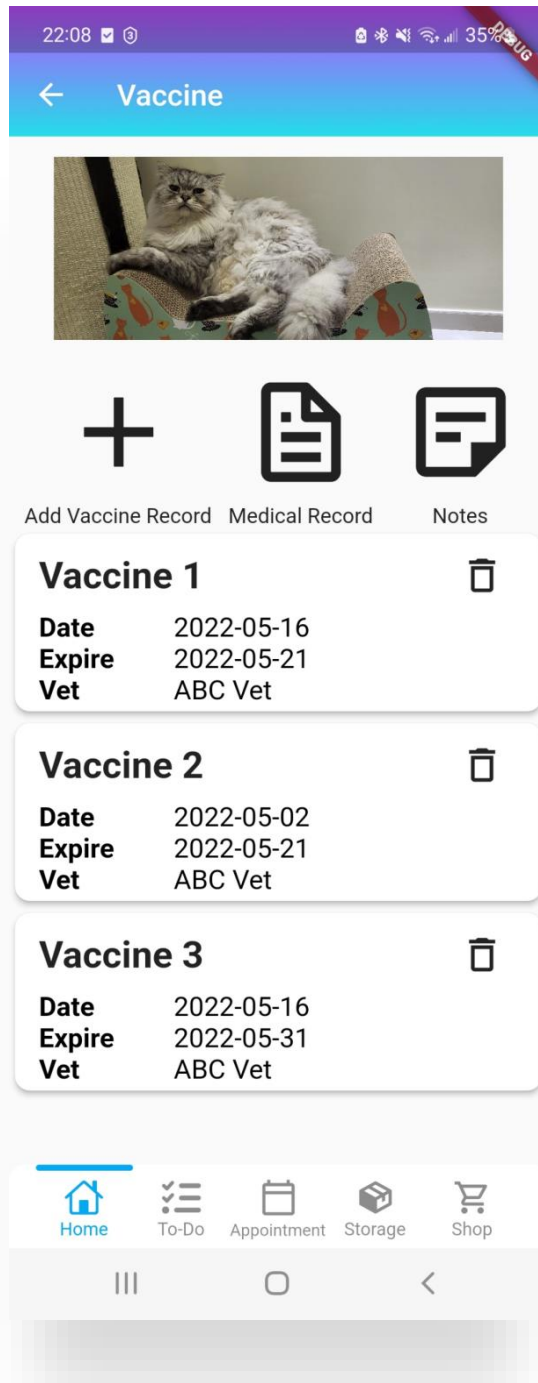 22:08 3 35%
DEBUG
Vaccine
Add Vaccine Record Medical Record Notes
Vaccine 1
Date 2022-05-16
Expire 2022-05-21
Vet ABC Vet
Vaccine 2
Date 2022-05-02
Expire 2022-05-21
Vet ABC Vet
Vaccine 3
Date 2022-05-16
Expire 2022-05-31
Vet ABC Vet
Home To-Do Appointment Storage Shop